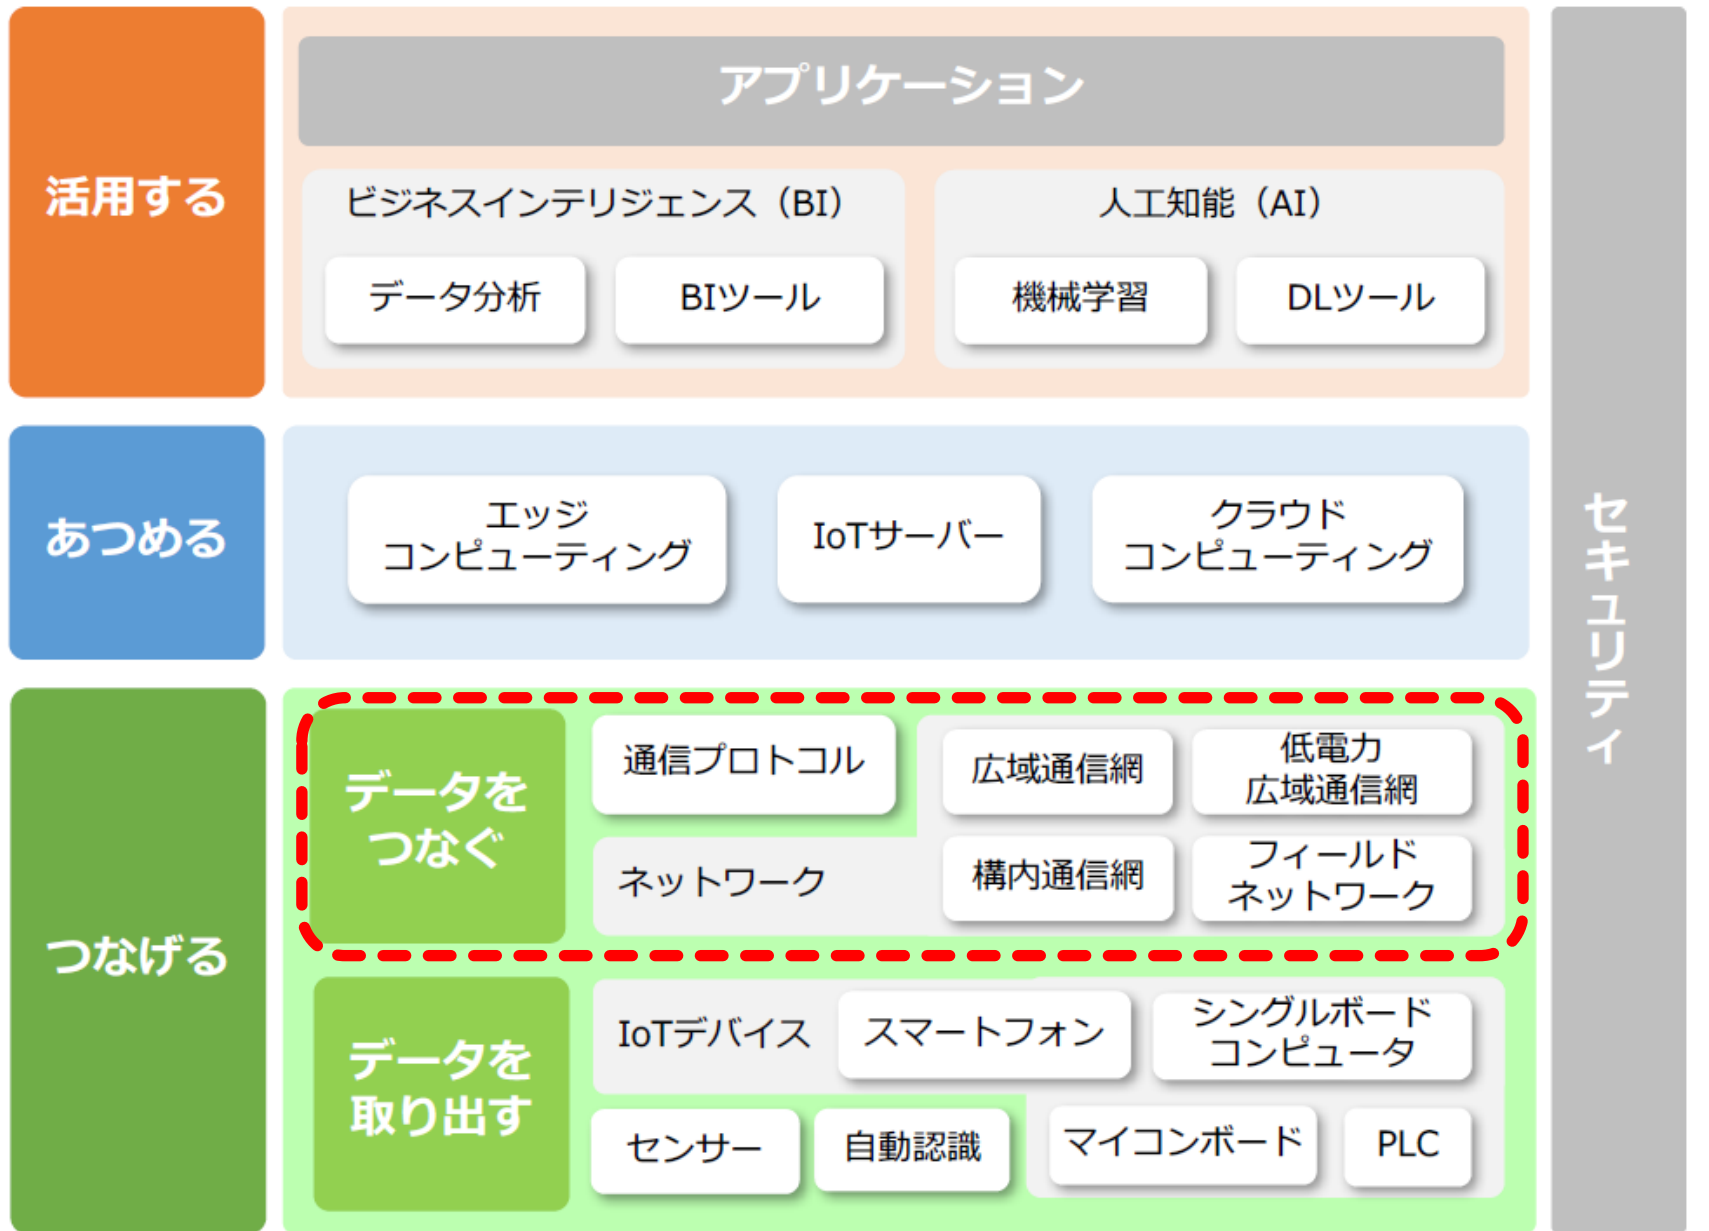 活用する
アプリケーション
ビジネスインテリジェンス（BI）
データ分析
BIツール
人工知能（AI）
機械学習
DLツール
あつめる
エッジ
コンピューティング
IoTサーバー
クラウド
コンピューティング
つなげる
データを
つなぐ
通信プロトコル
ネットワーク
広域通信網
低電力
広域通信網
構内通信網
フィールド
ネットワーク
データを
取り出す
IoTデバイス
スマートフォン
シングルボード
コンピュータ
センサー
自動認識
マイコンボード
PLC
セキュリティ